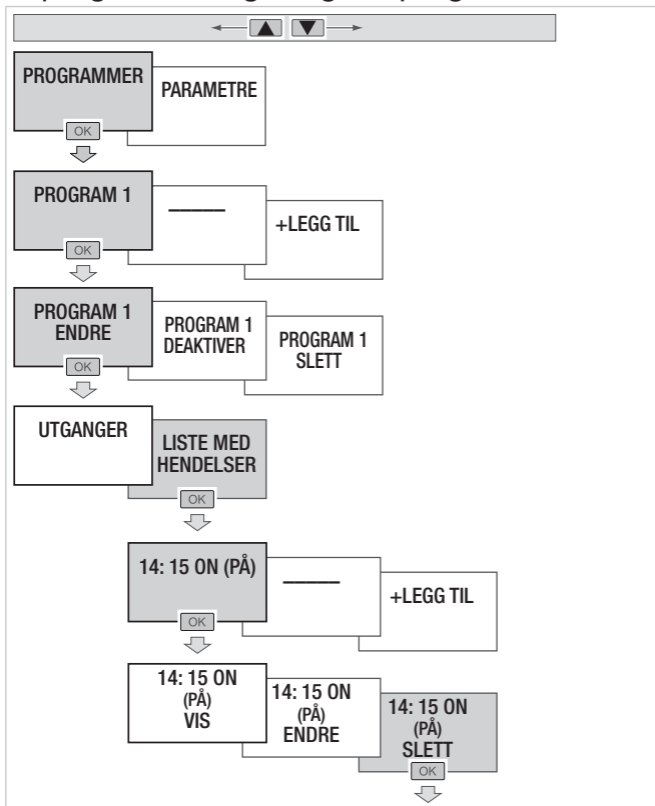 PROGRAMMER
PARAMETRE
OK
PROGRAM 1
_____
+LEGG TIL
OK
PROGRAM 1
ENDRE
PROGRAM 1
DEAKTIVER
PROGRAM 1
SLETT
OK
UTGANGER
LISTE MED
HENDELSER
OK
14: 15 ON (PÅ)
_____
+LEGG TIL
OK
14: 15 ON
(PÅ)
VIS
14: 15 ON
(PÅ)
ENDRE
14: 15 ON
(PÅ)
SLETT
OK